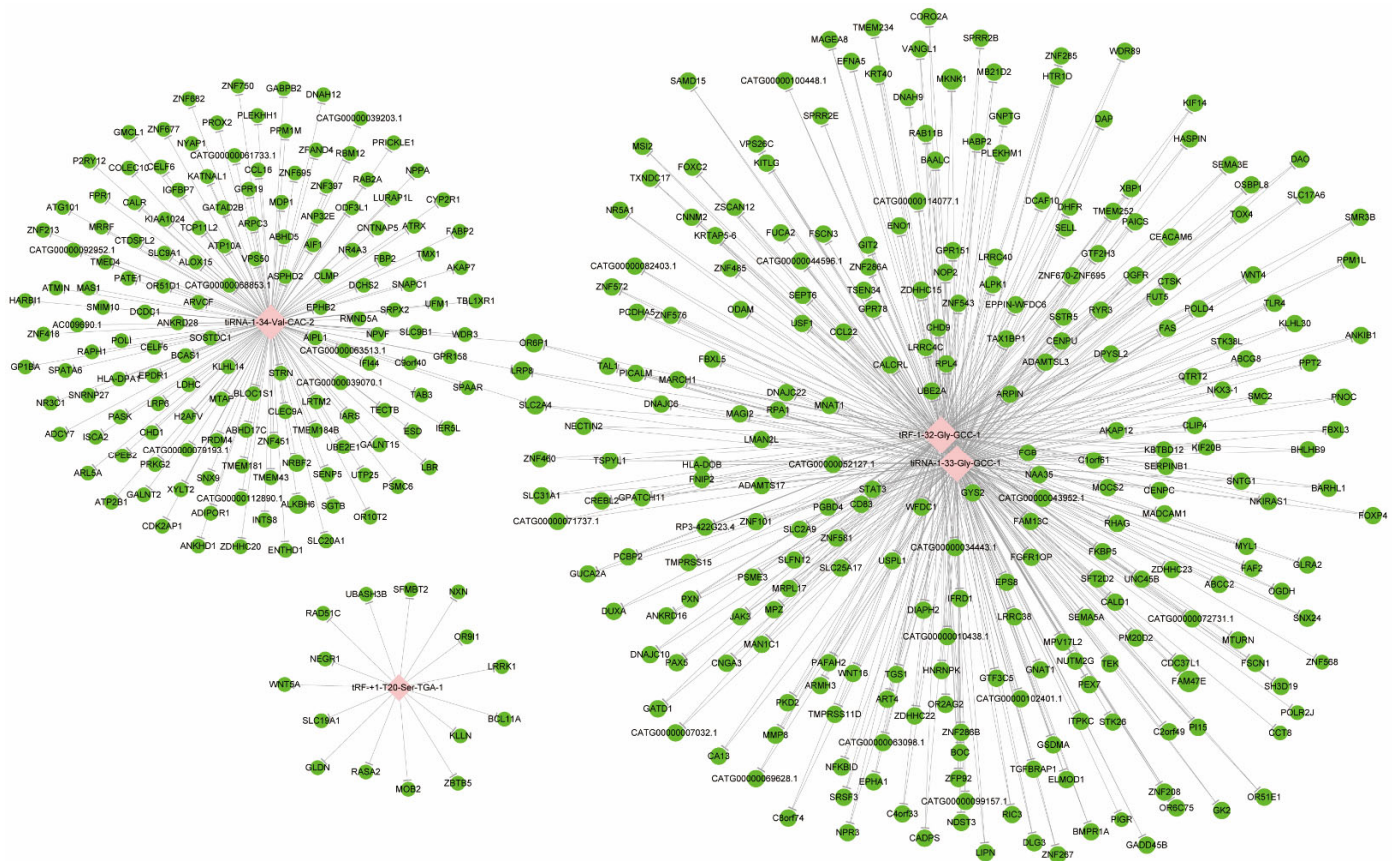 ZNF750
GABPB2
DNAH12
ZNF682
PROX2
PLEKHH1
PPM1M
CATG00000039203.1
GMCL1
ZNF677
NYAP1
CATG00000061733.1
ZFAND4
RBM12
PRICKLE1
P2RY12
COLEC10
CELF6
KATNAL1
CCL16
ZNF695
ZNF397
RAB2A
NPPA
FPR1
IGFBP7
GPR19
MDP1
ODF3L1
LURAP1L
CYP2R1
ATG101
CALR
KIAA1024
GATAD2B
ARPC3
ANP32E
CNTNAP5
ATRX
ZNF213
MRRF
CTDSPL2
TCP11L2
ABHD5
AIF1
NR4A3
FABP2
CATG00000092952.1
SLC9A1
ATP10A
VPS50
FBP2
TMX1
TMED4
ALOX15
ASPHD2
CLMP
AKAP7
PATE1
OR51D1
CATG00000068853.1
DCHS2
SNAPC1
ATMIN
MAS1
ARVCF
EPHB2
SRPX2
UFM1
TBL1XR1
HARBI1
SMIM10
DCDC1
tiRNA-1-34-Val-CAC-2
RMND5A
AC009690.1
ANKRD28
NPVF
SLC9B1
WDR3
ZNF418
POLI
SOSTDC1
AIPL1
RAPH1
CELF5
CATG00000063513.1
GPR158
GP1BA
BCAS1
IFI44
C9orf40
SPATA6
EPDR1
KLHL14
STRN
SPAAR
HLA-DPA1
LDHC
CATG00000039070.1
TAB3
NR3C1
SNRNP27
LRP6
MTAP
BLOC1S1
LRTM2
TECTB
IER5L
PASK
H2AFV
CLEC9A
IARS
ESD
ADCY7
ISCA2
CHD1
ABHD17C
TMEM184B
GALNT15
PRDM4
ZNF451
UBE2E1
LBR
ARL5A
CPEB2
CATG00000079193.1
TMEM181
NRBF2
UTP25
PRKG2
SNX9
TMEM43
SENP5
PSMC6
ATP2B1
GALNT2
XYLT2
CATG00000112890.1
ALKBH6
SGTB
OR10T2
CDK2AP1
ADIPOR1
INTS8
SLC20A1
ANKHD1
ZDHHC20
ENTHD1
UBASH3B
SFMBT2
NXN
RAD51C
OR9I1
NEGR1
LRRK1
WNT5A
tRF-+1-T20-Ser-TGA-1
SLC19A1
BCL11A
KLLN
GLDN
RASA2
MOB2
ZBTB5
CORO2A
TMEM234
MAGEA8
VANGL1
SPRR2B
WDR89
EFNA5
KRT40
ZNF285
SAMD15
CATG00000100448.1
MKNK1
MB21D2
HTR1D
DNAH9
KIF14
SPRR2E
RAB11B
GNPTG
DAP
MSI2
VPS26C
HABP2
HASPIN
FOXC2
KITLG
BAALC
PLEKHM1
SEMA3E
DAO
TXNDC17
XBP1
OSBPL8
ZSCAN12
CATG00000114077.1
DCAF10
DHFR
TMEM252
SLC17A6
NR5A1
CNNM2
SELL
PAICS
TOX4
KRTAP5-6
FUCA2
FSCN3
ENO1
GTF2H3
CEACAM6
SMR3B
GIT2
GPR151
CATG00000082403.1
ZNF485
CATG00000044596.1
ZNF286A
NOP2
LRRC40
ZNF670-ZNF695
OGFR
WNT4
PPM1L
ZNF572
TSEN34
ZDHHC15
ALPK1
CTSK
SEPT6
GPR78
ZNF543
EPPIN-WFDC6
FUT5
TLR4
PCDHA5
ZNF576
ODAM
USF1
SSTR5
RYR3
POLD4
CCL22
CHD9
TAX1BP1
CENPU
FAS
KLHL30
OR6P1
LRRC4C
STK38L
ANKIB1
FBXL5
CALCRL
RPL4
ADAMTSL3
DPYSL2
ABCG8
LRP8
TAL1
PICALM
QTRT2
PPT2
MARCH1
DNAJC22
UBE2A
ARPIN
NKX3-1
SLC2A4
DNAJC6
RPA1
MNAT1
SMC2
PNOC
MAGI2
NECTIN2
LMAN2L
tRF-1-32-Gly-GCC-1
AKAP12
CLIP4
FBXL3
KBTBD12
KIF20B
ZNF460
TSPYL1
FGB
BHLHB9
HLA-DOB
CATG00000052127.1
tiRNA-1-33-Gly-GCC-1
C1orf61
SERPINB1
FNIP2
NAA35
SNTG1
BARHL1
SLC31A1
ADAMTS17
GYS2
MOCS2
CREBL2
GPATCH11
STAT3
CATG00000043952.1
CENPC
NKIRAS1
CD83
CATG00000071737.1
PGBD4
WFDC1
MADCAM1
FOXP4
RP3-422G23.4
ZNF101
FAM13C
RHAG
SLC2A9
ZNF581
CATG00000034443.1
MYL1
PCBP2
SLFN12
USPL1
FGFR1OP
FKBP5
FAF2
GLRA2
TMPRSS15
SLC25A17
ZDHHC23
GUCA2A
PSME3
SFT2D2
UNC45B
ABCC2
OGDH
MRPL17
EPS8
DUXA
PXN
IFRD1
CALD1
ANKRD16
MPZ
DIAPH2
LRRC38
SEMA5A
CATG00000072731.1
SNX24
JAK3
CATG00000010438.1
MAN1C1
MPV17L2
PM20D2
MTURN
DNAJC10
PAX5
CNGA3
PAFAH2
HNRNPK
GNAT1
NUTM2G
CDC37L1
FSCN1
ZNF568
WNT16
TGS1
GTF3C5
TEK
FAM47E
ARMH3
PEX7
SH3D19
GATD1
PKD2
ART4
OR2AG2
CATG00000102401.1
CATG00000007032.1
TMPRSS11D
ZDHHC22
ITPKC
STK26
PI15
POLR2J
ZNF286B
C2orf49
CCT8
CA13
MMP8
CATG00000063098.1
BOC
GSDMA
CATG00000069628.1
NFKBID
EPHA1
ZFP92
TGFBRAP1
ELMOD1
SRSF3
CATG00000099157.1
ZNF208
OR51E1
C8orf74
C4orf33
OR6C75
GK2
NDST3
RIC3
PIGR
NPR3
CADPS
BMPR1A
DLG3
GADD45B
LIPN
ZNF267